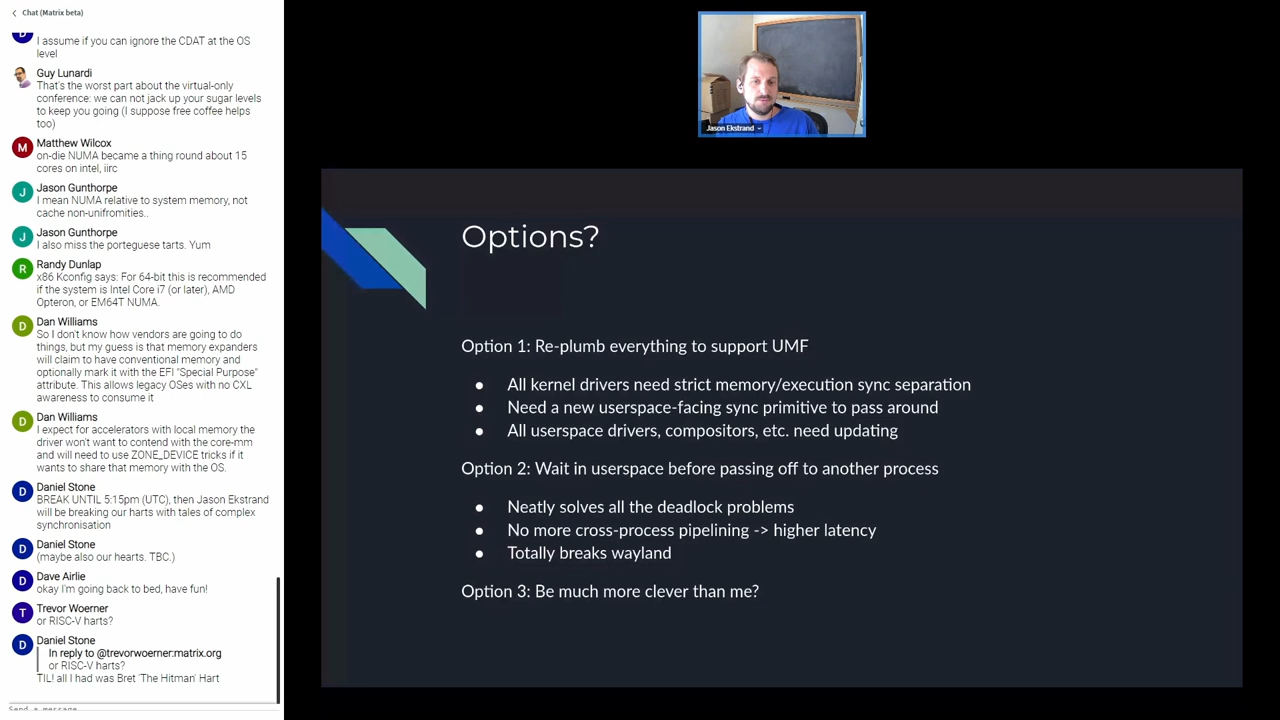 Chat (Matrix beta)
D
I assume if you can ignore the CDAT at the OS
level
Guy Lunardi
That's the worst part about the virtual-only
conference: we can not jack up your sugar levels
to keep you going (I suppose free coffee helps
too)
M
Matthew Wilcox
on-die NUMA became a thing round about 15
cores on intel, iirc
J
Jason Gunthorpe
I mean NUMA relative to system memory, not
cache non-unifromities..
J
Jason Gunthorpe
I also miss the porteguese tarts. Yum
R
Randy Dunlap
x86 Kconfig says: For 64-bit this is recommended
if the system is Intel Core i7 (or later), AMD
Opteron, or EM64T NUMA.
D
Dan Williams
So I don't know how vendors are going to do
things, but my guess is that memory expanders
will claim to have conventional memory and
optionally mark it with the EFI "Special Purpose"
attribute. This allows legacy OSes with no CXL
awareness to consume it
D
Dan Williams
I expect for accelerators with local memory the
driver won't want to contend with the core-mm
and will need to use ZONE_DEVICE tricks if it
wants to share that memory with the OS.
D
Daniel Stone
BREAK UNTIL 5:15pm (UTC), then Jason Ekstrand
will be breaking our harts with tales of complex
synchronisation
D
Daniel Stone
(maybe also our hearts. TBC.)
D
Dave Airlie
okay I'm going back to bed, have fun!
T
Trevor Woerner
or RISC-V harts?
D
Daniel Stone
In reply to @trevorwoerner:matrix.org
or RISC-V harts?
TIL! all I had was Bret 'The Hitman' Hart
Send a message
Jason Ekstrand
Options?
Option 1: Re-plumb everything to support UMF
● All kernel drivers need strict memory/execution sync separation
● Need a new userspace-facing sync primitive to pass around
● All userspace drivers, compositors, etc. need updating
Option 2: Wait in userspace before passing off to another process
● Neatly solves all the deadlock problems
● No more cross-process pipelining -> higher latency
● Totally breaks wayland
Option 3: Be much more clever than me?